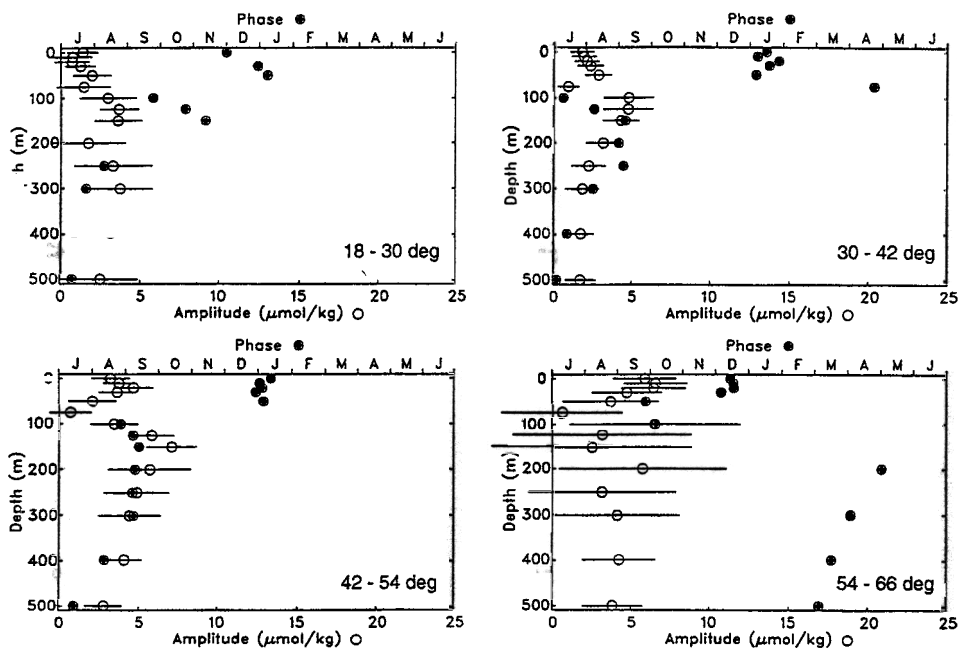 Phase ●
J A S O N D J F M A M J
0
100
200
300
400
500
h (m)
18 - 30 deg
0 5 10 15 20 25
Amplitude (μmol/kg) ○
Phase ●
J A S O N D J F M A M J
0
100
200
300
400
500
Depth (m)
30 - 42 deg
0 5 10 15 20 25
Amplitude (μmol/kg) ○
Phase ●
J A S O N D J F M A M J
100
200
300
400
500
Depth (m)
42 - 54 deg
0 5 10 15 20 25
Amplitude (μmol/kg) ○
Phase ●
J A S O N D J F M A M J
0
100
200
300
400
500
Depth (m)
54 - 66 deg
0 5 10 15 20 25
Amplitude (μmol/kg) ○